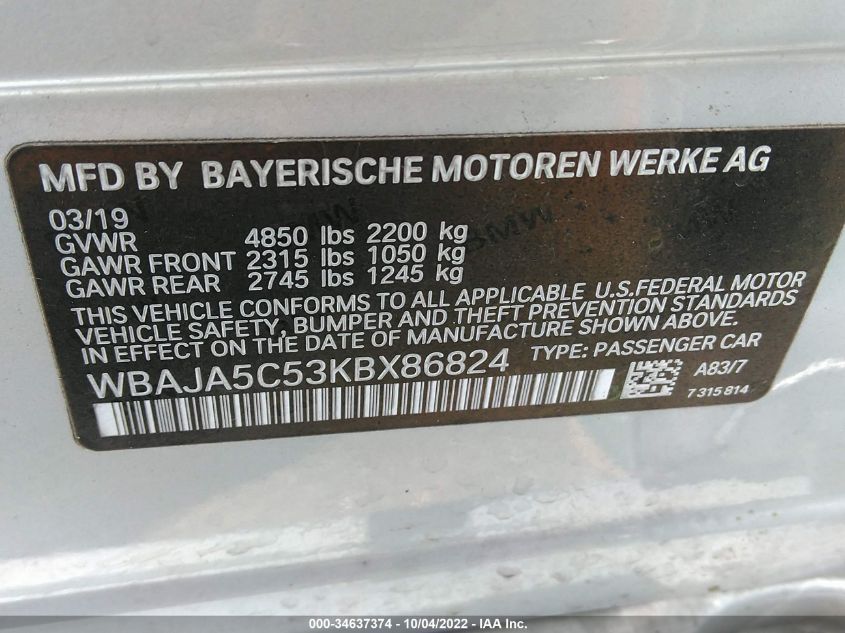 MFD BY BAYERISCHE MOTOREN WERKE AG
03/19
GVWR 4850 lbs 2200 kg
GAWR FRONT 2315 lbs 1050 kg
GAWR REAR 2745 lbs 1245 kg
THIS VEHICLE CONFORMS TO ALL APPLICABLE U.S.FEDERAL MOTOR
VEHICLE SAFETY, BUMPER AND THEFT PREVENTION STANDARDS
IN EFFECT ON THE DATE OF MANUFACTURE SHOWN ABOVE.
WBAJA5C53KBX86824 TYPE: PASSENGER CAR
A83/7
7 315 814
BMW
000-34637374 - 10/04/2022 - IAA Inc.